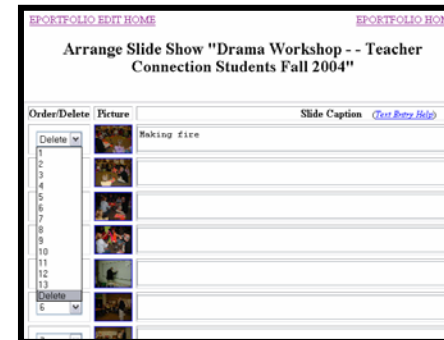 EPORTFOLIO EDIT HOME EPORTFOLIO HOM
Arrange Slide Show "Drama Workshop - - Teacher
Connection Students Fall 2004"
Order/Delete Picture Slide Caption (Text Entry Help)
Delete Making fire
1
2
3
4
5
6
7
8
9
10
11
12
13
Delete
6